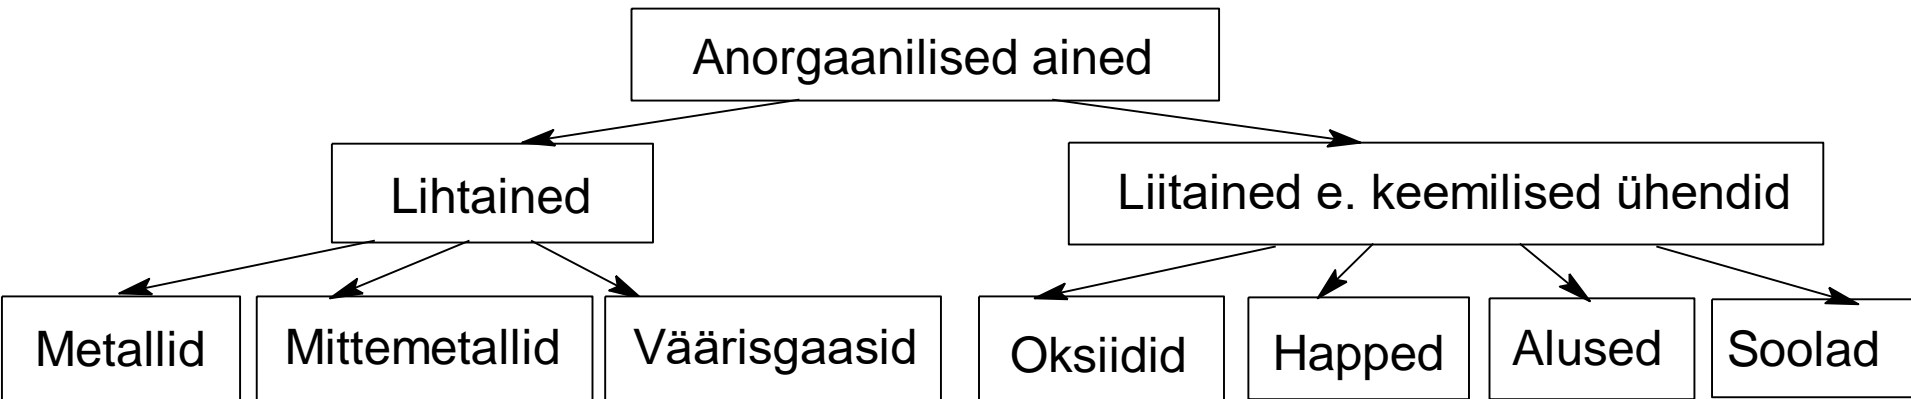 Anorgaanilised ained
Lihtained
Liitained e. keemilised ühendid
Metallid
Mittemetallid
Väärisgaasid
Oksiidid
Happed
Alused
Soolad